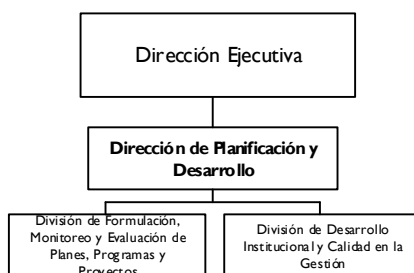 Dirección Ejecutiva
Dirección de Planificación y
Desarrollo
División de Formulación,
Monitoreo y Evaluación de
Planes, Programas y
Proyectos
División de Desarrollo
Institucional y Calidad en la
Gestión